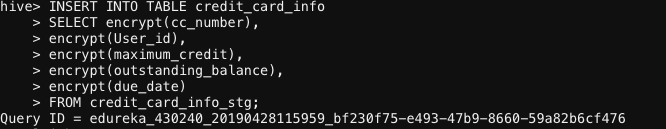 hive> INSERT INTO TABLE credit_card_info
    > SELECT encrypt(cc_number),
    > encrypt(User_id),
    > encrypt(maximum_credit),
    > encrypt(outstanding_balance),
    > encrypt(due_date)
    > FROM credit_card_info_stg;
Query ID = edureka_430240_20190428115959_bf230f75-e493-47b9-8660-59a82b6cf476